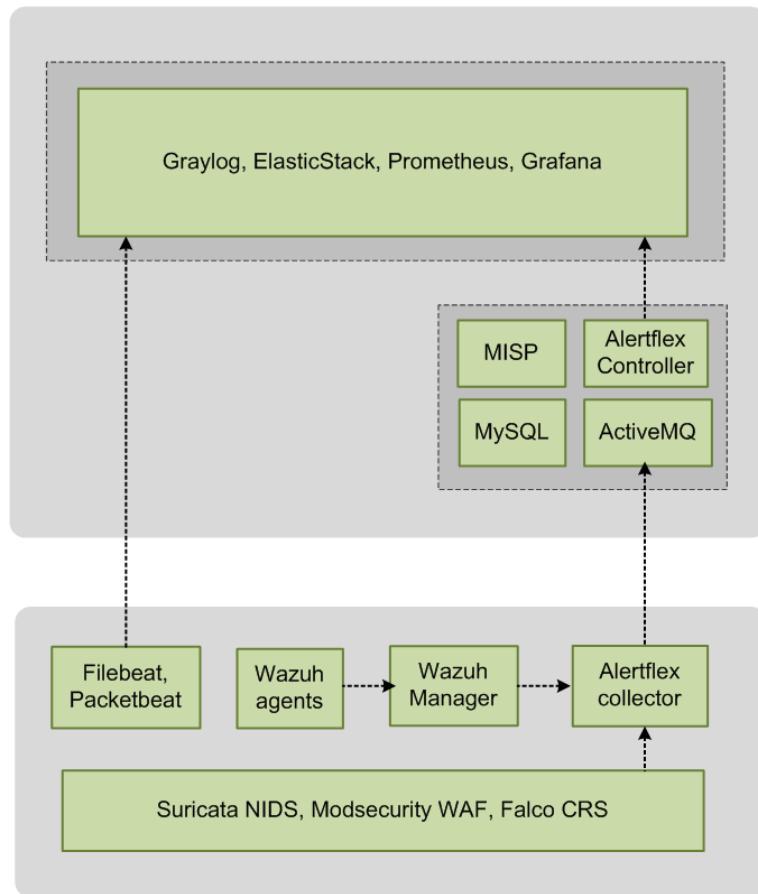 Graylog, ElasticStack, Prometheus, Grafana
MISP
Alertflex
Controller
MySQL
ActiveMQ
Filebeat,
Packetbeat
Wazuh
agents
Wazuh
Manager
Alertflex
collector
Suricata NIDS, Modsecurity WAF, Falco CRS